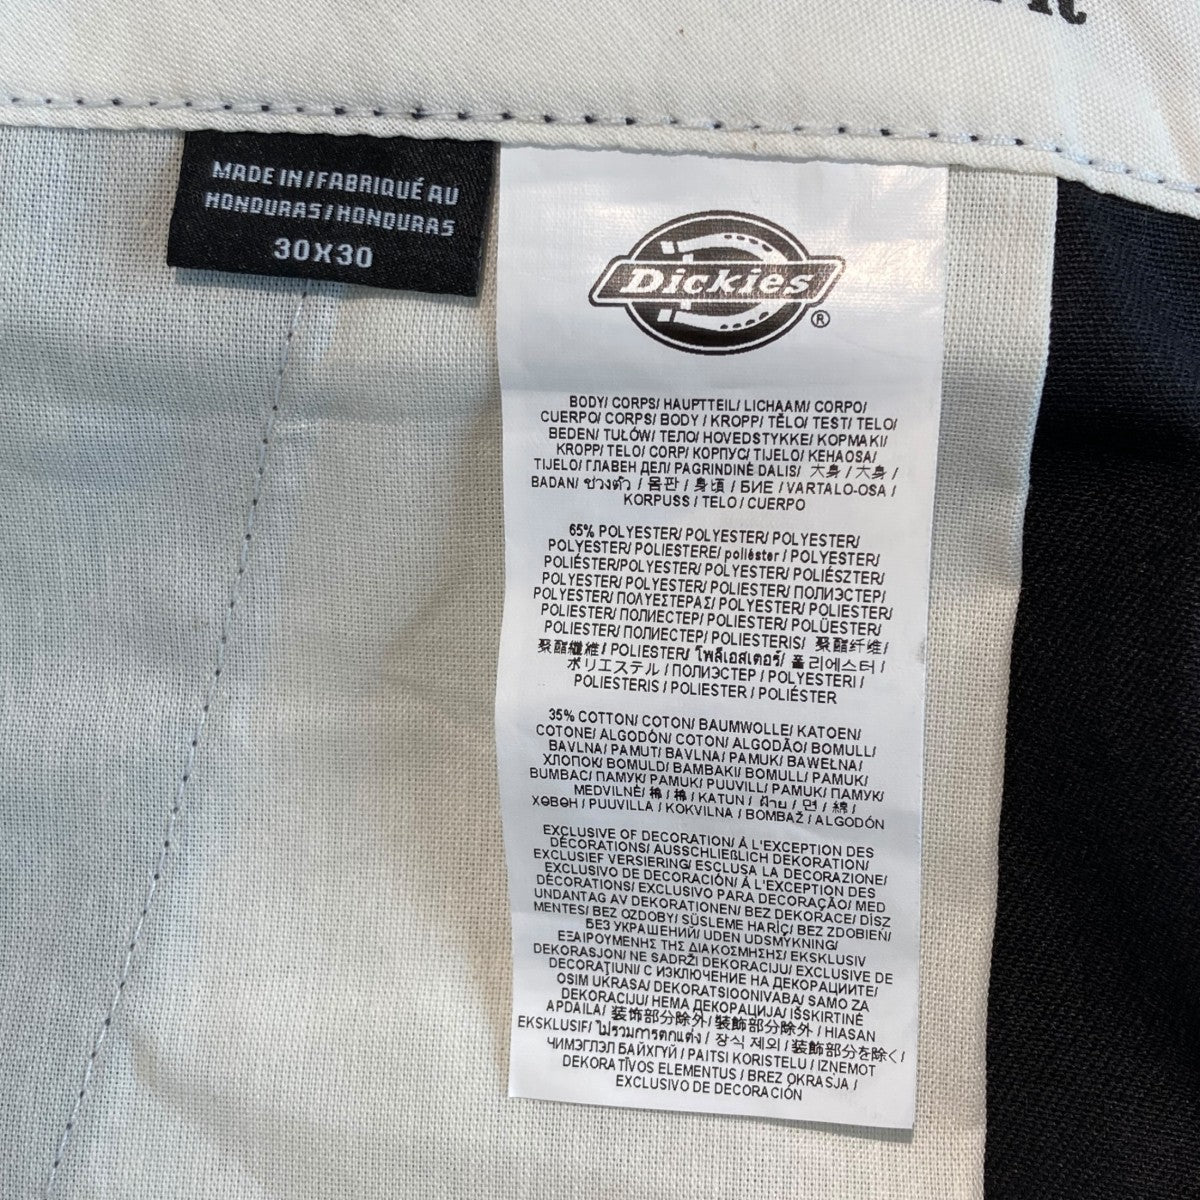 MADE IN/FABRIQUÉ AU
HONDURAS/HONDURAS
30X30
Dickies
®
BODY/ CORPS/ HAUPTTEIL/ LICHAAM/ CORPO/
CUERPO/ CORPS/ BODY / KROPP/ TĚLO/ TEST/ TELO/
BEDEN/ TUŁÓW/ ТЕЛО/ HOVEDSTYKKE/ ΚΟΡΜΑΚΙ/
KROPP/ TELO/ CORP/ КОРПУС/ TIJELO/ KEHAOSA/
TIJELO/ ГЛАВЕН ДЕЛ/ PAGRINDINĖ DALIS/ 大身 / 大身 /
BADAN/ ช่วงตัว / 몸판 / 身頃 / БИЕ / VARTALO-OSA /
KORPUSS / TELO / CUERPO
65% POLYESTER/ POLYESTER/ POLYESTER/
POLYESTER/ POLIESTERE/ poliéster / POLYESTER/
POLIÉSTER/POLYESTER/ POLYESTER/ POLIÉSZTER/
POLYESTER/ POLYESTER/ POLYESTER/ ПОЛИЭСТЕР/
POLYESTER/ ΠΟΛΥΕΣΤΕΡΑΣ/ POLYESTER/ POLYESTER/
POLIESTER/ ПОЛИЕСТЕР/ POLIESTER/ POLÜESTER/
POLIESTER/ ПОЛИЕСТЕР/ POLIESTERIS/ 聚酯纤维/
聚酯纖維 / POLIESTER/ โพลีเอสเตอร์/ 폴리에스터 /
ポリエステル / ПОЛИЭСТЕР / POLYESTERI /
POLIESTERIS / POLIESTER / POLIÉSTER
35% COTTON/ COTON/ BAUMWOLLE/ KATOEN/
COTONE/ ALGODÓN/ COTON/ ALGODÃO/ BOMULL/
BAVLNA/ PAMUT/ BAVLNA/ PAMUK/ BAWEŁNA/
ХЛОПОК/ BOMULD/ BAMBAKI/ BOMULL/ PAMUK/
BUMBAC/ ПАМУК/ PAMUK/ PUUVILL/ PAMUK/ ПАМУК/
MEDVILNĖ/ 棉 / 棉 / KATUN / ฝ้าย / 면 / 綿 /
ХӨВӨН / PUUVILLA / KOKVILNA / BOMBAŽ / ALGODÓN
EXCLUSIVE OF DECORATION/ À L'EXCEPTION DES
DÉCORATIONS/ AUSSCHLIEßLICH DEKORATION/
EXCLUSIEF VERSIERING/ ESCLUSA LA DECORAZIONE/
EXCLUSIVO DE DECORACIÓN/ À L'EXCEPTION DES
DÉCORATIONS/ EXCLUSIVO PARA DECORAÇÃO/ MED
UNDANTAG AV DEKORATIONEN/ BEZ DEKORACE/ DÍSZ
MENTES/ BEZ OZDOBY/ SÜSLEME HARİÇ/ BEZ ZDOBIEŃ/
БЕЗ УКРАШЕНИЙ/ UDEN UDSMYKNING/
ΕΞΑΙΡΟΥΜΕΝΗΣ ΤΗΣ ΔΙΑΚΟΣΜΗΣΗΣ/ EKSKLUSIV
DEKORASJON/ NE SADRŽI DEKORACIJU/ EXCLUSIVE DE
DECORAȚIUNI/ С ИЗКЛЮЧЕНИЕ НА ДЕКОРАЦИИТЕ/
OSIM UKRASA/ DEKORATSIOONIVABA/ SAMO ZA
DEKORACIJU/ НЕМА ДЕКОРАЦИЈА/ IŠSKIRTINĖ
APDAILA/ 装饰部分除外/ 裝飾部分除外 / HIASAN
EKSKLUSIF/ ไม่รวมการตกแต่ง / 장식 제외 / 装飾部分を除く/
ЧИМЭГЛЭЛ БАЙХГҮЙ / PAITSI KORISTELU / IZŅEMOT
DEKORATĪVOS ELEMENTUS / BREZ OKRASJA /
EXCLUSIVO DE DECORACIÓN